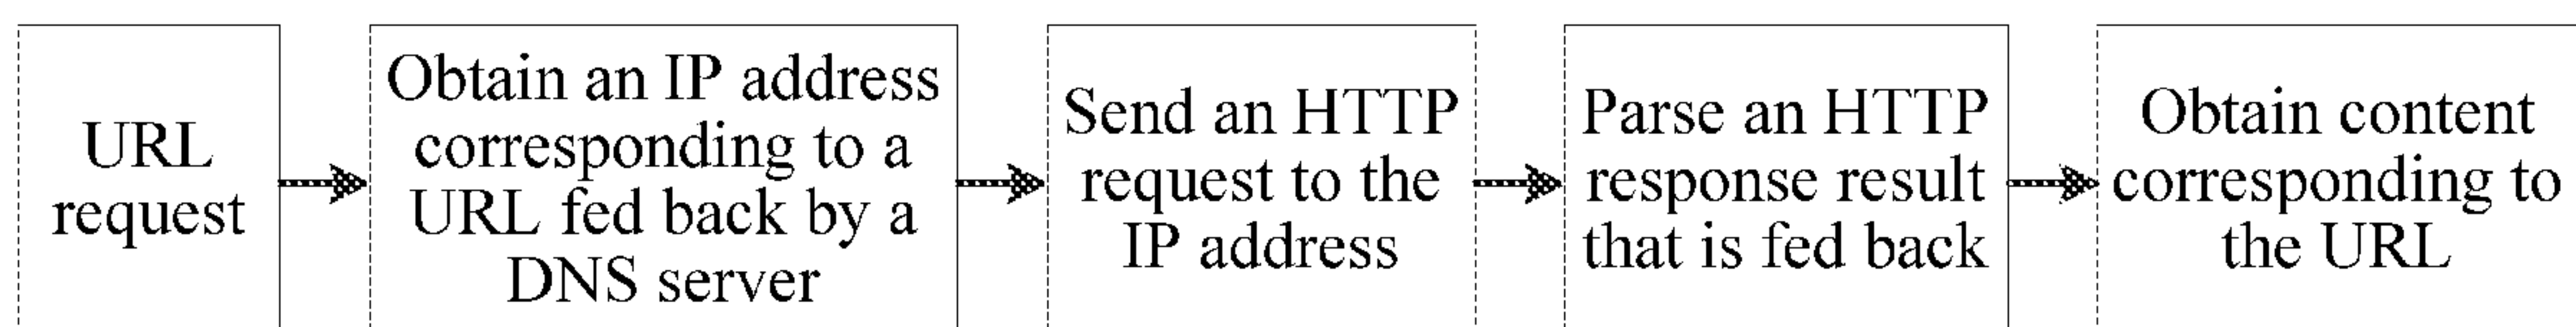 URL
request
Obtain an IP address
corresponding to a
URL fed back by a
DNS server
Send an HTTP
request to the
IP address
Parse an HTTP
response result
that is fed back
Obtain content
corresponding to
the URL